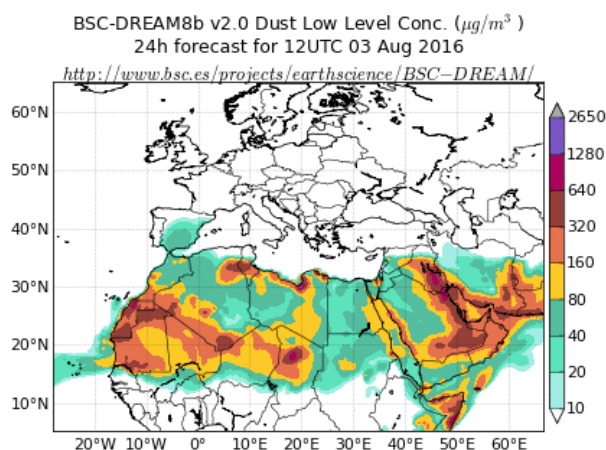 BSC-DREAM8b v2.0 Dust Low Level Conc. (μg/m³ )
24h forecast for 12UTC 03 Aug 2016
http://www.bsc.es/projects/earthscience/BSC−DREAM/
60°N
50°N
40°N
30°N
20°N
10°N
20°W 10°W 0° 10°E 20°E 30°E 40°E 50°E 60°E
2650
1280
640
320
160
80
40
20
10